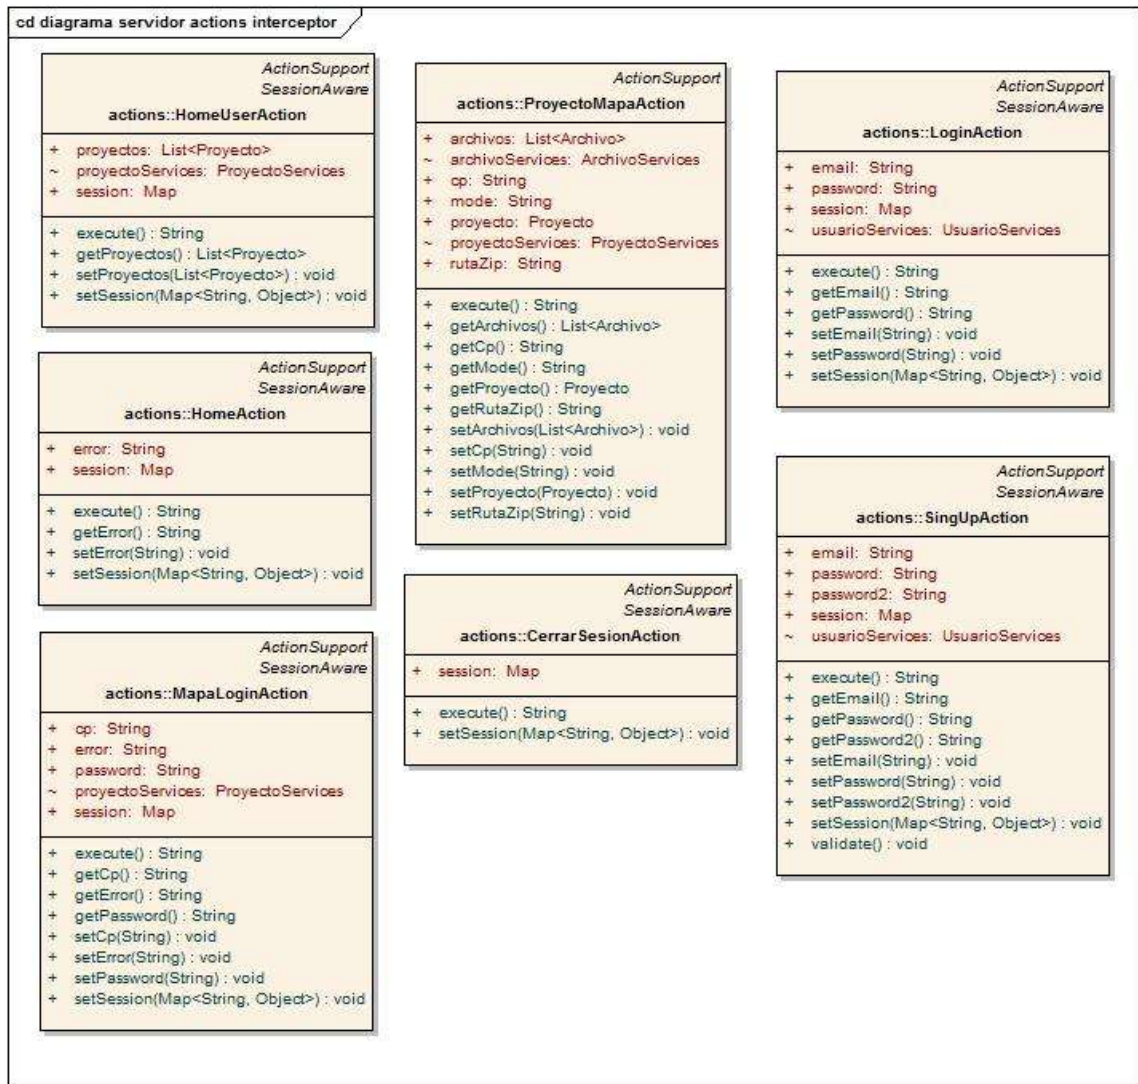 cd diagrama servidor actions interceptor
ActionSupport
SessionAware
actions::HomeUserAction
+ proyectos: List<Proyecto>
~ proyectoServices: ProyectoServices
+ session: Map
+ execute() : String
+ getProyectos() : List<Proyecto>
+ setProyectos(List<Proyecto>) : void
+ setSession(Map<String, Object>) : void
ActionSupport
SessionAware
actions::HomeAction
+ error: String
+ session: Map
+ execute() : String
+ getError() : String
+ setError(String) : void
+ setSession(Map<String, Object>) : void
ActionSupport
SessionAware
actions::MapaLoginAction
+ cp: String
+ error: String
+ password: String
~ proyectoServices: ProyectoServices
+ session: Map
+ execute() : String
+ getCp() : String
+ getError() : String
+ getPassword() : String
+ setCp(String) : void
+ setError(String) : void
+ setPassword(String) : void
+ setSession(Map<String, Object>) : void
ActionSupport
actions::ProyectoMapaAction
+ archivos: List<Archivo>
~ archivoServices: ArchivoServices
+ cp: String
+ mode: String
+ proyecto: Proyecto
~ proyectoServices: ProyectoServices
+ rutaZip: String
+ execute() : String
+ getArchivos() : List<Archivo>
+ getCp() : String
+ getMode() : String
+ getProyecto() : Proyecto
+ getRutaZip() : String
+ setArchivos(List<Archivo>) : void
+ setCp(String) : void
+ setMode(String) : void
+ setProyecto(Proyecto) : void
+ setRutaZip(String) : void
ActionSupport
SessionAware
actions::CerrarSesionAction
+ session: Map
+ execute() : String
+ setSession(Map<String, Object>) : void
ActionSupport
SessionAware
actions::LoginAction
+ email: String
+ password: String
+ session: Map
~ usuarioServices: UsuarioServices
+ execute() : String
+ getEmail() : String
+ getPassword() : String
+ setEmail(String) : void
+ setPassword(String) : void
+ setSession(Map<String, Object>) : void
ActionSupport
SessionAware
actions::SingUpAction
+ email: String
+ password: String
+ password2: String
+ session: Map
~ usuarioServices: UsuarioServices
+ execute() : String
+ getEmail() : String
+ getPassword() : String
+ getPassword2() : String
+ setEmail(String) : void
+ setPassword(String) : void
+ setPassword2(String) : void
+ setSession(Map<String, Object>) : void
+ validate() : void